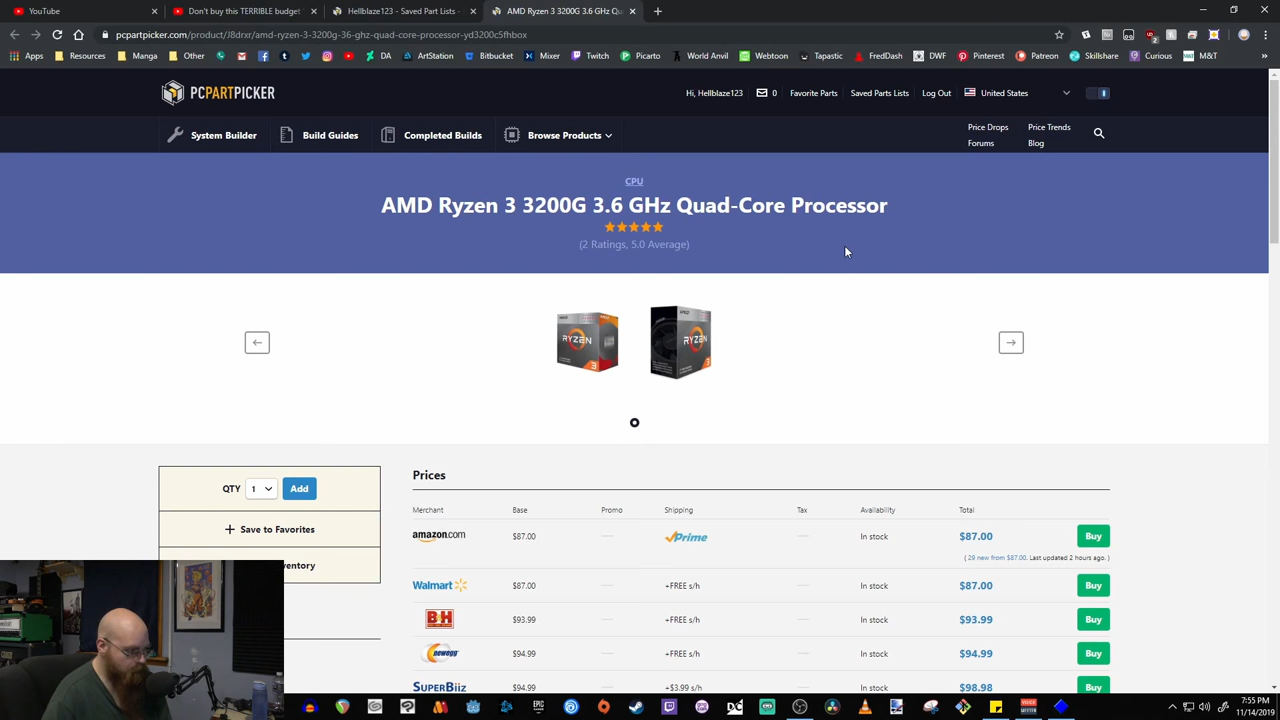 YouTube
Don't buy this TERRIBLE budget
Hellblaze123 - Saved Part Lists -
AMD Ryzen 3 3200G 3.6 GHz Qu
pcpartpicker.com/product/J8drxr/amd-ryzen-3-3200g-36-ghz-quad-core-processor-yd3200c5fhbox
Apps Resources Manga Other DA ArtStation Bitbucket Mixer Twitch Picarto World Anvil Webtoon Tapastic FredDash DWF Pinterest Patreon Skillshare Curious M&T
PCPARTPICKER
Hi, Hellblaze123 0 Favorite Parts Saved Parts Lists Log Out United States
System Builder Build Guides Completed Builds Browse Products
Price Drops Price Trends
Forums Blog
CPU
AMD Ryzen 3 3200G 3.6 GHz Quad-Core Processor
(2 Ratings, 5.0 Average)
RYZEN 3
RYZEN 3
QTY 1 Add
+ Save to Favorites
entory
Prices
Merchant Base Promo Shipping Tax Availability Total
amazon.com $87.00 — Prime — In stock $87.00 Buy
( 29 new from $87.00. Last updated 2 hours ago. )
Walmart $87.00 — +FREE s/h — In stock $87.00 Buy
B&H $93.99 — +FREE s/h — In stock $93.99 Buy
newegg $94.99 — +FREE s/h — In stock $94.99 Buy
SUPERBiiz $94.99 — +$3.99 s/h — In stock $98.98 Buy
7:55 PM
11/14/2019